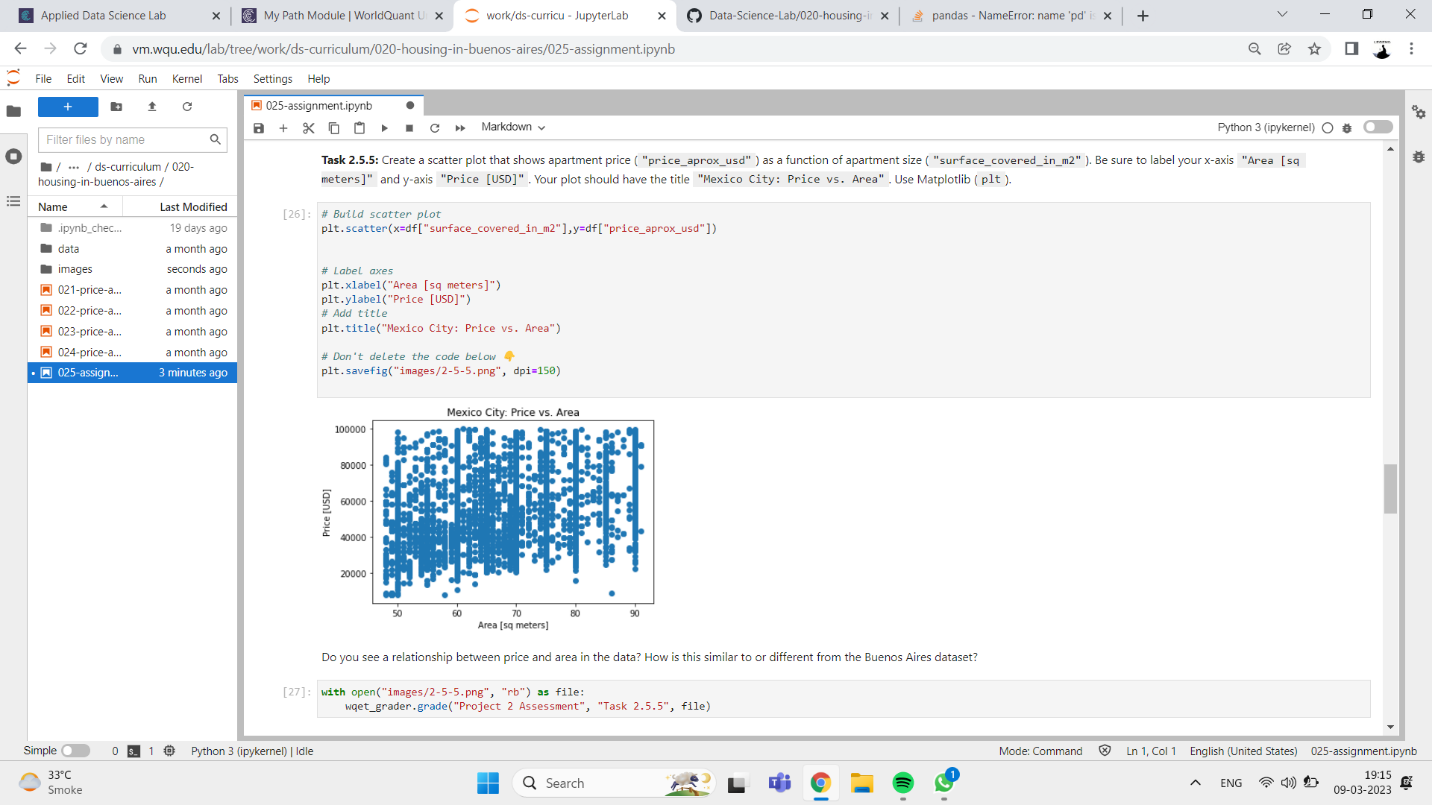 Applied Data Science Lab
My Path Module | WorldQuant U
work/ds-curricu - JupyterLab
Data-Science-Lab/020-housing-i
pandas - NameError: name 'pd' i
vm.wqu.edu/lab/tree/work/ds-curriculum/020-housing-in-buenos-aires/025-assignment.ipynb
File Edit View Run Kernel Tabs Settings Help
025-assignment.ipynb
Markdown
Python 3 (ipykernel)
Filter files by name
/ ··· / ds-curriculum / 020-
housing-in-buenos-aires /
Name Last Modified
.ipynb_chec... 19 days ago
data a month ago
images seconds ago
021-price-a... a month ago
022-price-a... a month ago
023-price-a... a month ago
024-price-a... a month ago
025-assign... 3 minutes ago
Task 2.5.5: Create a scatter plot that shows apartment price ( "price_aprox_usd" ) as a function of apartment size ( "surface_covered_in_m2" ). Be sure to label your x-axis "Area [sq
meters]" and y-axis "Price [USD]" . Your plot should have the title "Mexico City: Price vs. Area" . Use Matplotlib ( plt ).
[26]: # Build scatter plot
plt.scatter(x=df["surface_covered_in_m2"],y=df["price_aprox_usd"])
# Label axes
plt.xlabel("Area [sq meters]")
plt.ylabel("Price [USD]")
# Add title
plt.title("Mexico City: Price vs. Area")
# Don't delete the code below 👇
plt.savefig("images/2-5-5.png", dpi=150)
Mexico City: Price vs. Area
100000
80000
60000
40000
20000
Price [USD]
50 60 70 80 90
Area [sq meters]
Do you see a relationship between price and area in the data? How is this similar to or different from the Buenos Aires dataset?
[27]: with open("images/2-5-5.png", "rb") as file:
wqet_grader.grade("Project 2 Assessment", "Task 2.5.5", file)
Simple 0 1 Python 3 (ipykernel) | Idle
Mode: Command Ln 1, Col 1 English (United States) 025-assignment.ipynb
33°C
Smoke
Search
1
ENG
19:15
09-03-2023